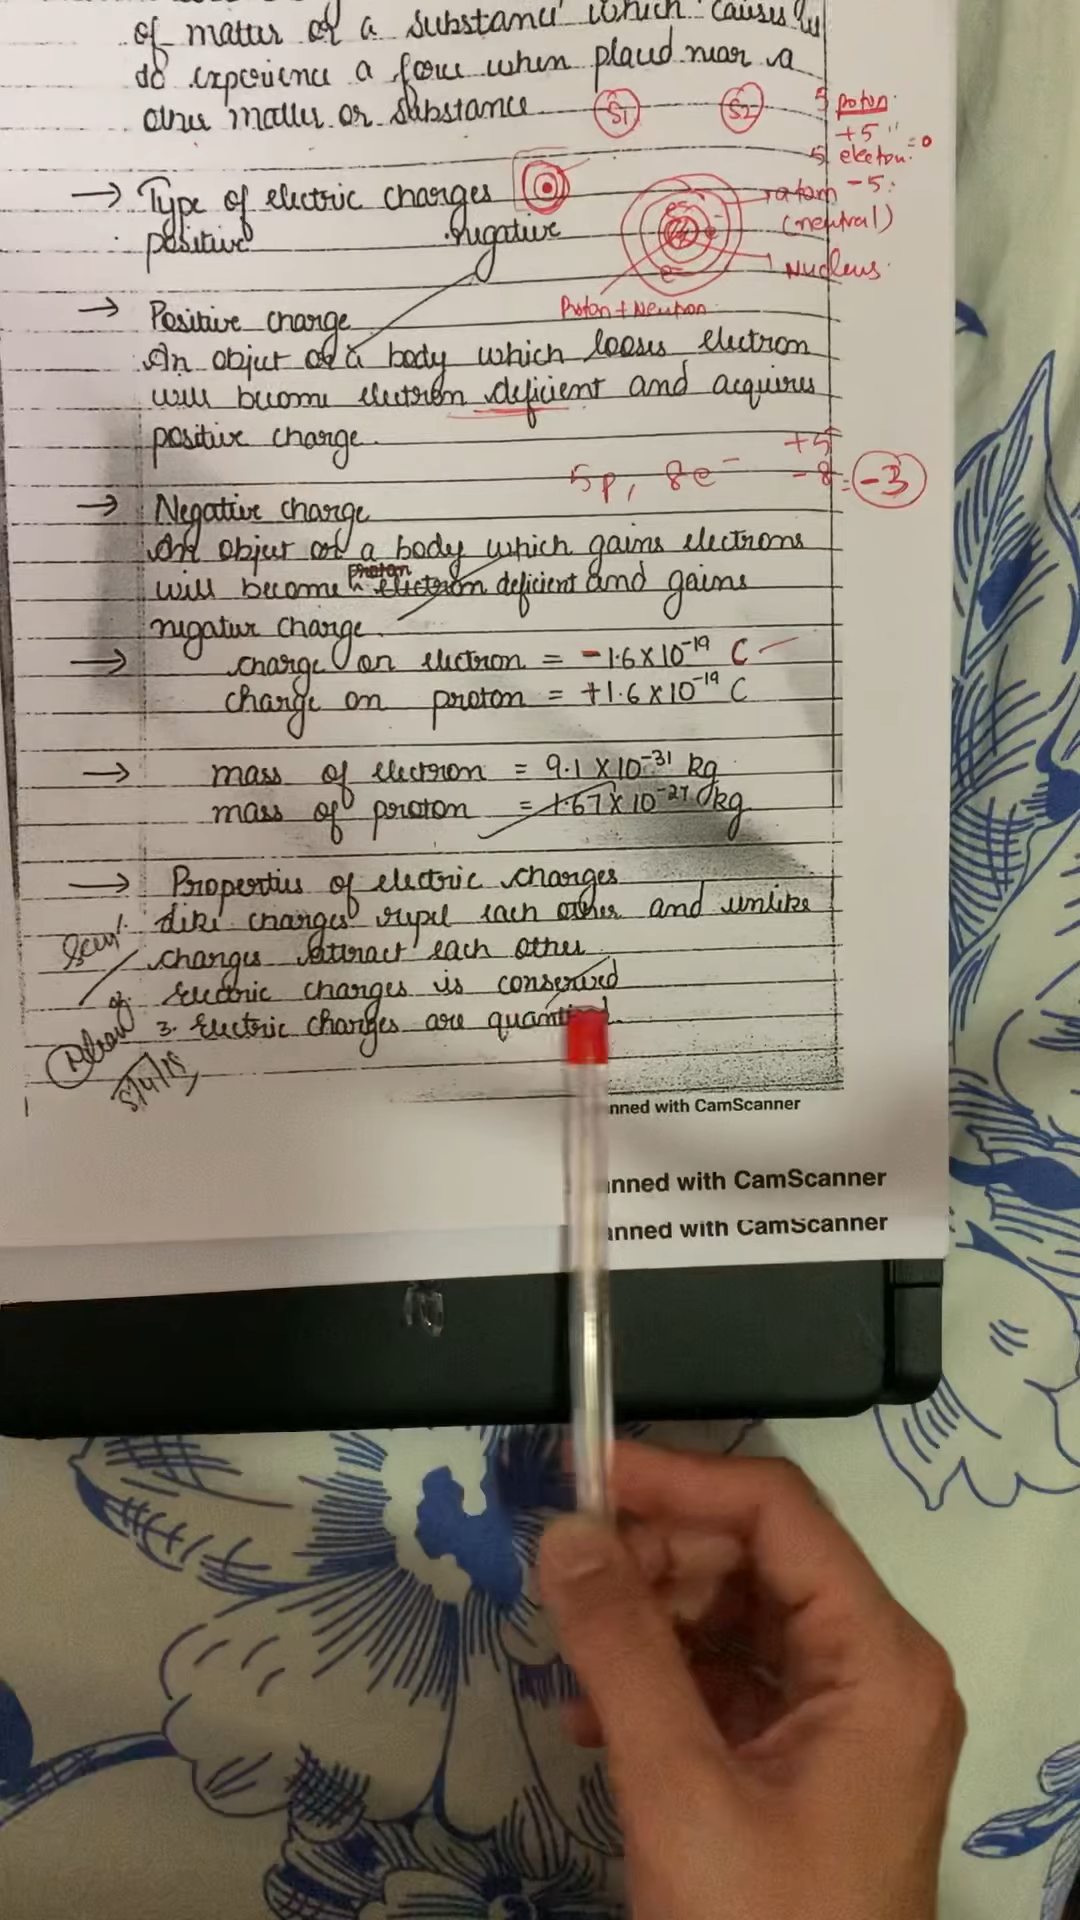 of matter or a substance which causes it
do experience a force when placed near a
other matter or substance
S1 S2
5 proton.
+5
5 electon. = 0
-5.
→ Type of electric charges
positive negative
atom
(neutral)
Nucleus.
Proton + Neutron
→ Positive charge
An object or a body which looses electron
will become electron deficient and acquires
positive charge.
5p, 8e⁻
+5
-8 = -3
→ Negative charge
An object or a body which gains electrons
will become proton electron deficient and gains
negative charge.
→ charge on electron = -1.6 X 10⁻¹⁹ C
charge on proton = +1.6 X 10⁻¹⁹ C
→ mass of electron = 9.1 X 10⁻³¹ kg
mass of proton = 1.67 X 10⁻²⁷ kg
→ Properties of electric charges
1. Like charges repel each other and unlike
charges attract each other
Electric charges is conserved
3. Electric charges are
nned with CamScanner
anned with CamScanner
anned with CamScanner